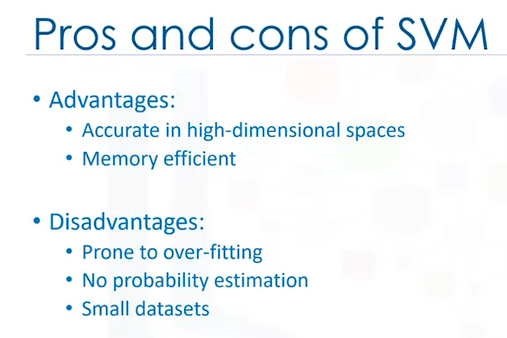 Pros and cons of SVM
• Advantages:
• Accurate in high-dimensional spaces
• Memory efficient
• Disadvantages:
• Prone to over-fitting
• No probability estimation
• Small datasets